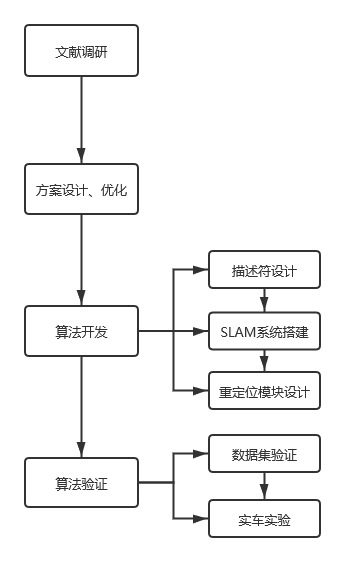 文献调研
方案设计、优化
算法开发
描述符设计
SLAM系统搭建
重定位模块设计
算法验证
数据集验证
实车实验